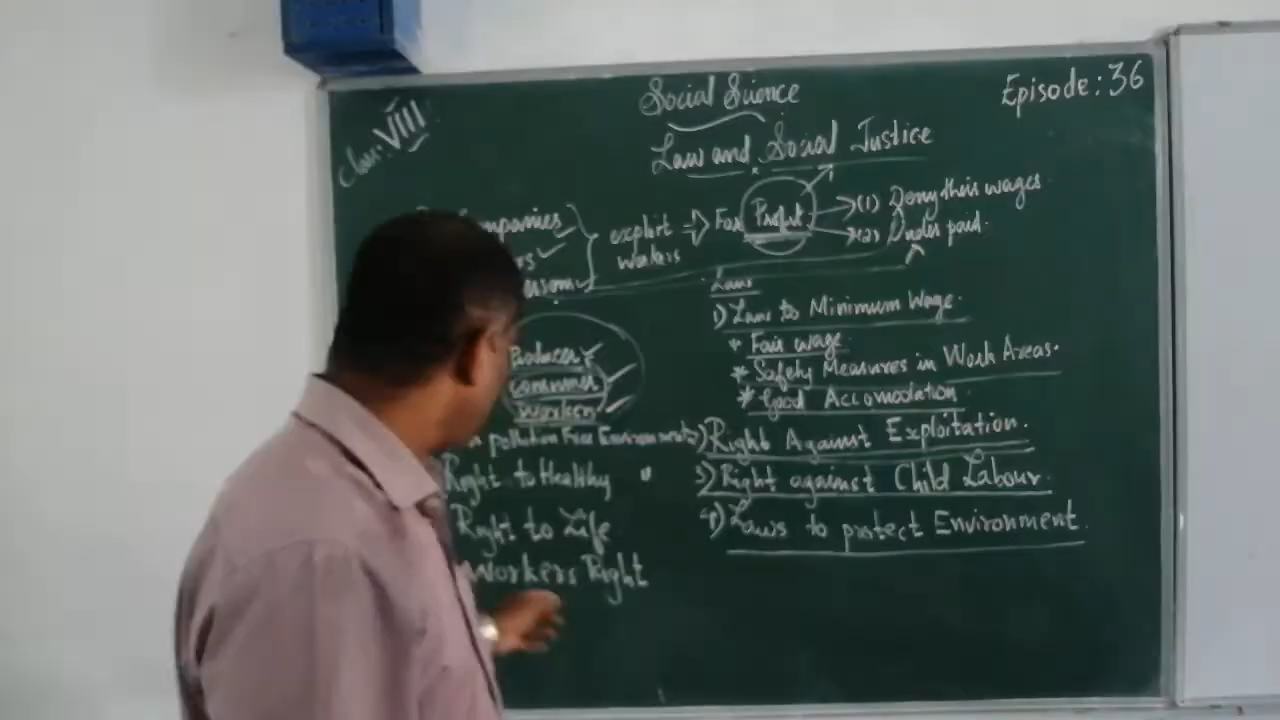 Social Science
Episode: 36
Class: VIII
Law and Social Justice
exploit workers => For Profit
(1) Deny their wages
(2) Under paid.
Law
1) Law to Minimum Wage.
* Fair wage.
* Safety Measures in Work Areas.
* Good Accomodation
2) Right Against Exploitation.
3) Right against Child Labour.
4) Laws to protect Environment.
Producer
consumer
worker
pollution Free Environment
Right to Healthy "
Right to Life
Workers Right